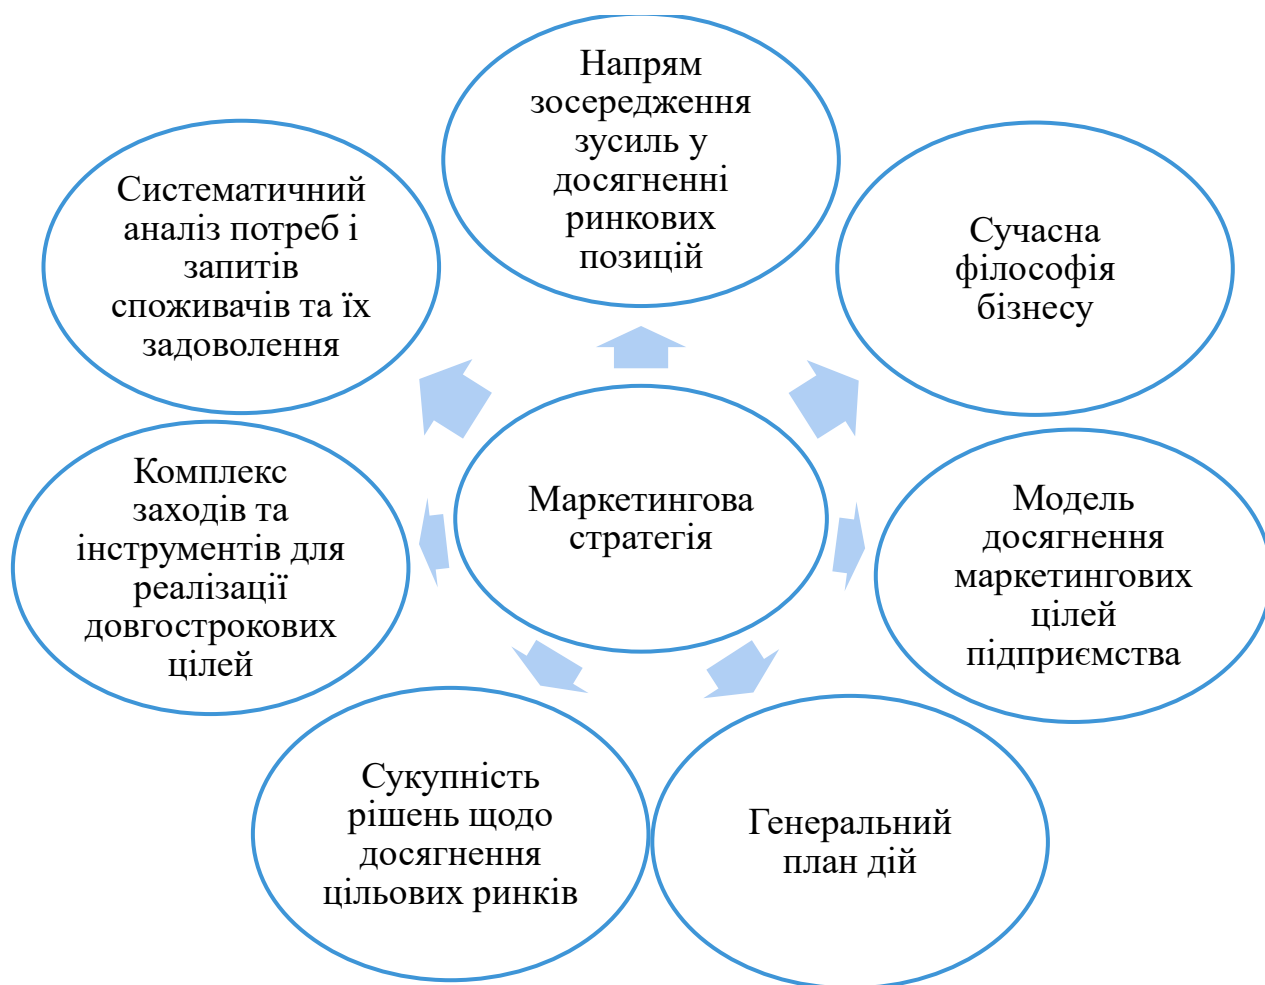 Напрям
зосередження
зусиль у
досягненні
ринкових
позицій
Систематичний
аналіз потреб і
запитів
споживачів та їх
задоволення
Сучасна
філософія
бізнесу
Комплекс
заходів та
інструментів для
реалізації
довгострокових
цілей
Маркетингова
стратегія
Модель
досягнення
маркетингових
цілей
підприємства
Сукупність
рішень щодо
досягнення
цільових ринків
Генеральний
план дій